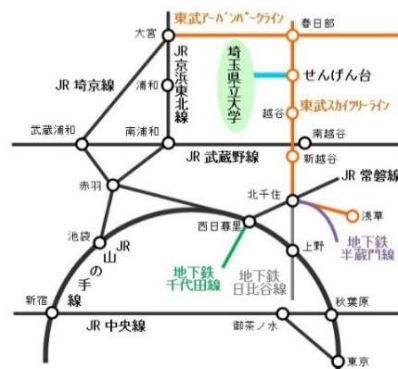 東武アーバンパークライン
大宮
春日部
JR 京浜東北線
JR 埼京線
埼玉県立大学
せんげん台
浦和
越谷
東武スカイツリーライン
武蔵浦和
南浦和
南越谷
JR 武蔵野線
新越谷
赤羽
北千住
JR 常磐線
西日暮里
浅草
池袋
JR 山の手線
上野
地下鉄
半蔵門線
地下鉄
千代田線
地下鉄
日比谷線
新宿
秋葉原
御茶ノ水
JR 中央線
東京